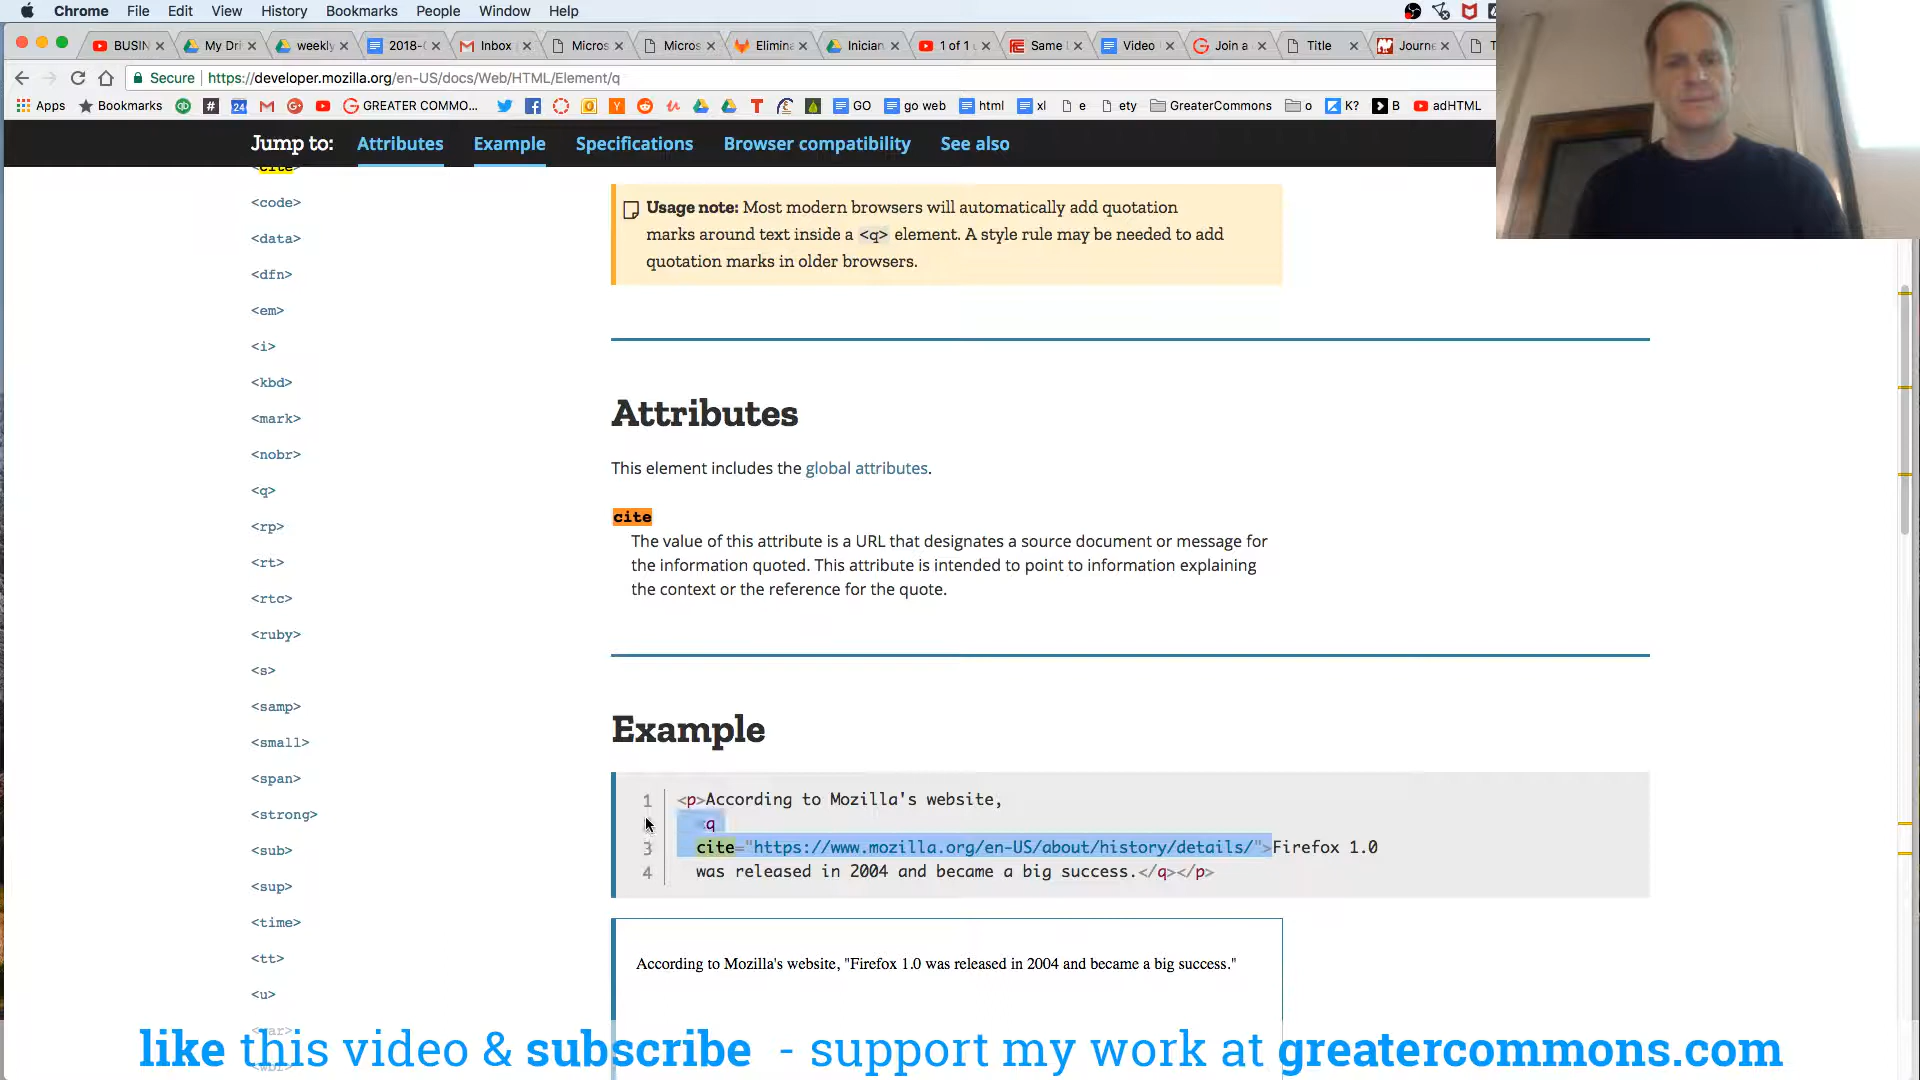 Chrome File Edit View History Bookmarks People Window Help
BUSIN My Dri weekly 2018- Inbox Micros Micros Elimina Inician 1 of 1 Same Video Join a Title Journe
Secure https://developer.mozilla.org/en-US/docs/Web/HTML/Element/q
Apps Bookmarks GREATER COMMO... GO go web html xl e ety GreaterCommons o K? B adHTML
Jump to: Attributes Example Specifications Browser compatibility See also
<cite>
<code>
<data>
<dfn>
<em>
<i>
<kbd>
<mark>
<nobr>
<q>
<rp>
<rt>
<rtc>
<ruby>
<s>
<samp>
<small>
<span>
<strong>
<sub>
<sup>
<time>
<tt>
<u>
<var>
Usage note: Most modern browsers will automatically add quotation
marks around text inside a <q> element. A style rule may be needed to add
quotation marks in older browsers.
Attributes
This element includes the global attributes.
cite
The value of this attribute is a URL that designates a source document or message for
the information quoted. This attribute is intended to point to information explaining
the context or the reference for the quote.
Example
1 <p>According to Mozilla's website,
<q
3 cite="https://www.mozilla.org/en-US/about/history/details/">Firefox 1.0
4 was released in 2004 and became a big success.</q></p>
According to Mozilla's website, "Firefox 1.0 was released in 2004 and became a big success."
like this video & subscribe - support my work at greatercommons.com